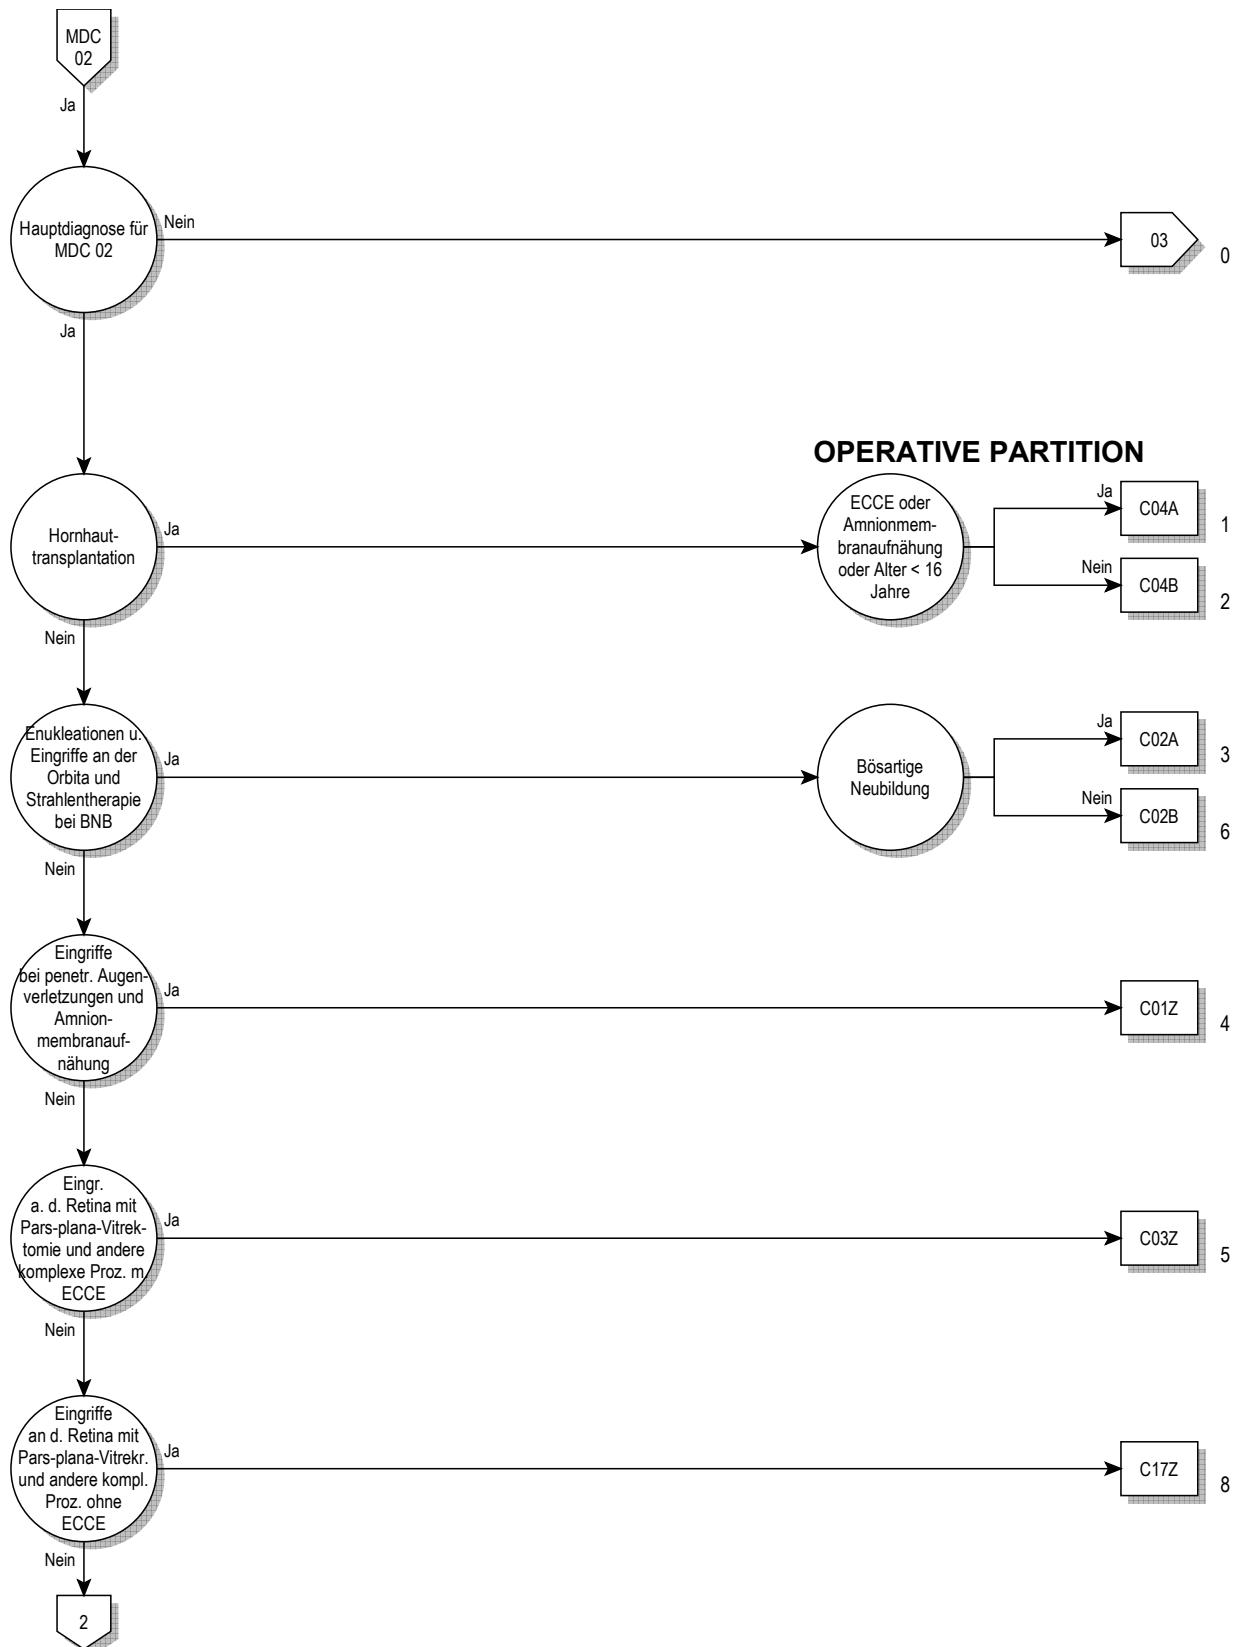 MDC
02
Ja
Hauptdiagnose für
MDC 02
Nein
03
0
Ja
OPERATIVE PARTITION
Hornhaut-
transplantation
Ja
ECCE oder
Amnionmem-
branaufnähung
oder Alter < 16
Jahre
Ja
C04A
1
Nein
C04B
2
Nein
Enukleationen u.
Eingriffe an der
Orbita und
Strahlentherapie
bei BNB
Ja
Bösartige
Neubildung
Ja
C02A
3
Nein
C02B
6
Nein
Eingriffe
bei penetr. Augen-
verletzungen und
Amnion-
membranauf-
nähung
Ja
C01Z
4
Nein
Eingr.
a. d. Retina mit
Pars-plana-Vitrek-
tomie und andere
komplexe Proz. m.
ECCE
Ja
C03Z
5
Nein
Eingriffe
an d. Retina mit
Pars-plana-Vitrekr.
und andere kompl.
Proz. ohne
ECCE
Ja
C17Z
8
Nein
2